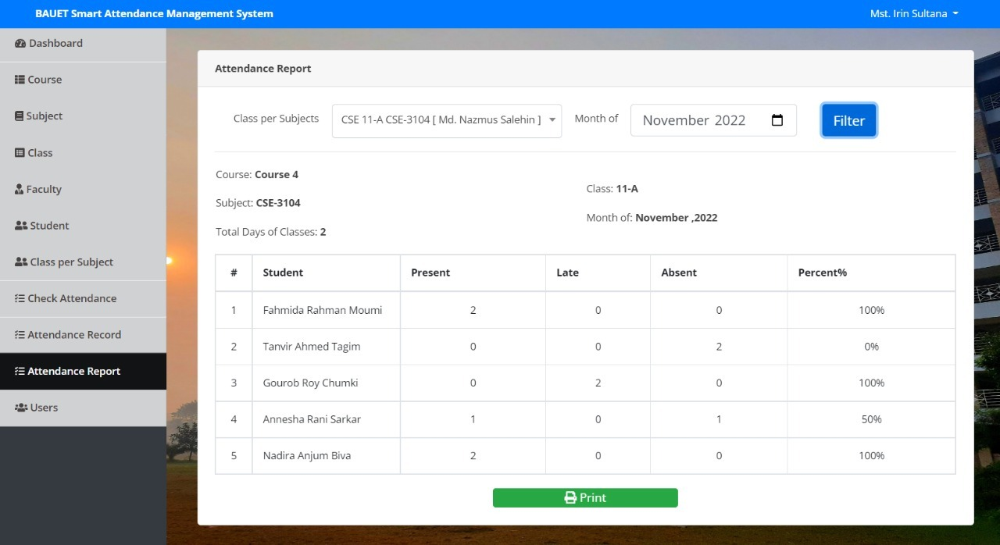 BAUET Smart Attendance Management System
Mst. Irin Sultana
Dashboard
Course
Subject
Class
Faculty
Student
Class per Subject
Check Attendance
Attendance Record
Attendance Report
Users
Attendance Report
Class per Subjects CSE 11-A CSE-3104 [ Md. Nazmus Salehin ] Month of November 2022 Filter
Course: Course 4
Subject: CSE-3104
Total Days of Classes: 2
Class: 11-A
Month of: November ,2022
# Student Present Late Absent Percent%
1 Fahmida Rahman Moumi 2 0 0 100%
2 Tanvir Ahmed Tagim 0 0 2 0%
3 Gourob Roy Chumki 0 2 0 100%
4 Annesha Rani Sarkar 1 0 1 50%
5 Nadira Anjum Biva 2 0 0 100%
Print